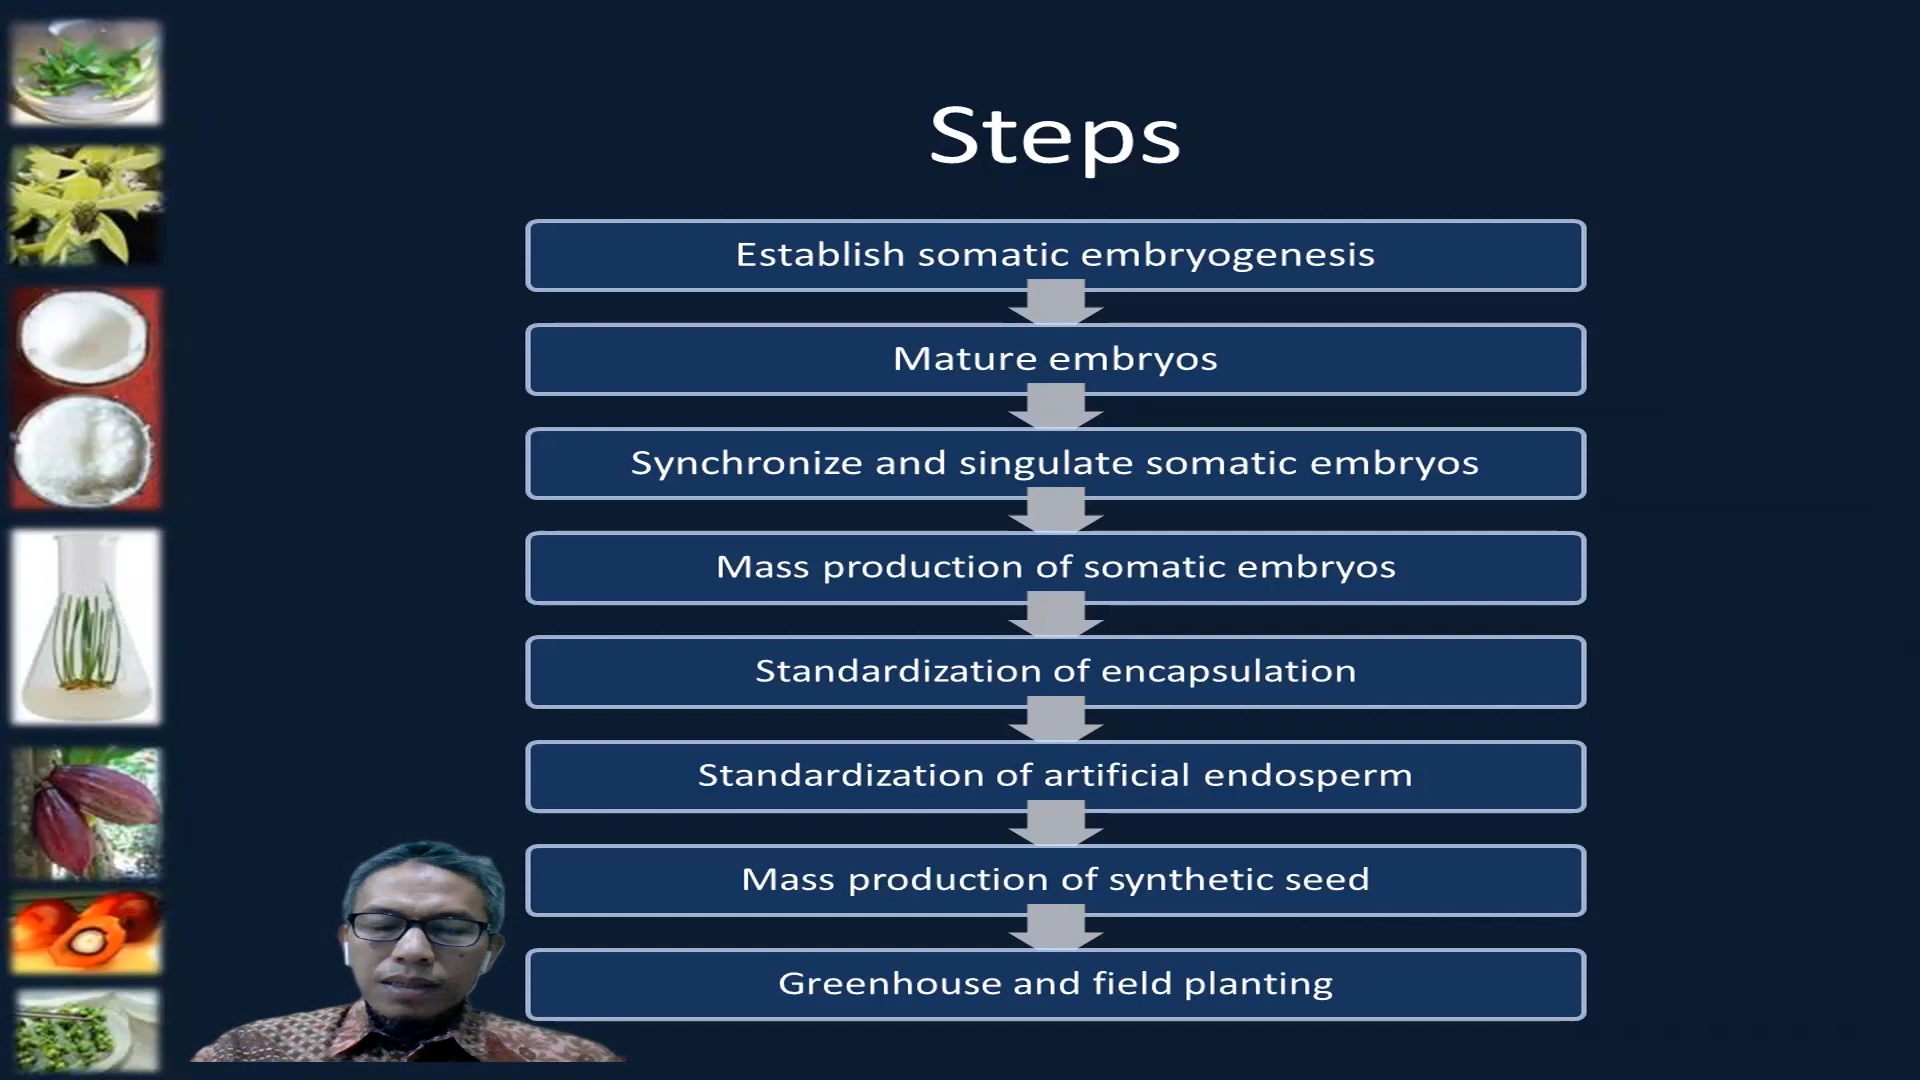 Steps
Establish somatic embryogenesis
Mature embryos
Synchronize and singulate somatic embryos
Mass production of somatic embryos
Standardization of encapsulation
Standardization of artificial endosperm
Mass production of synthetic seed
Greenhouse and field planting